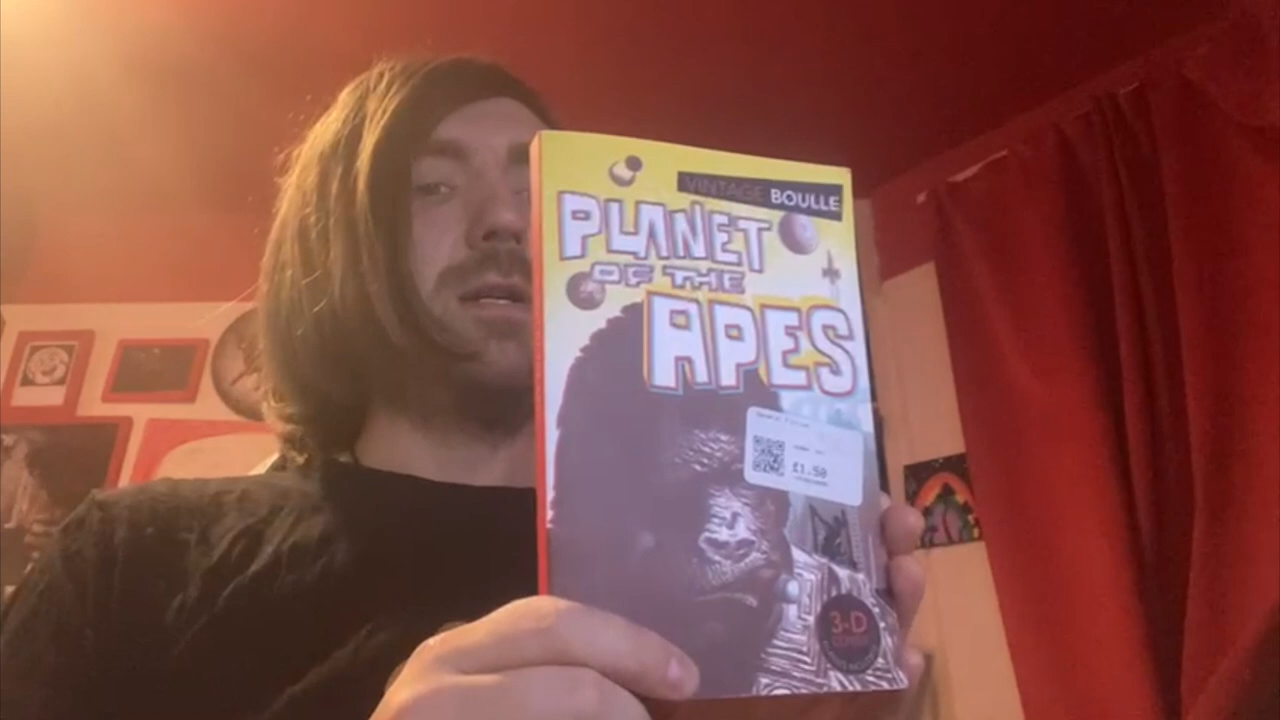 VINTAGE BOULLE
PLANET
OF THE
APES
£1.50
3-D